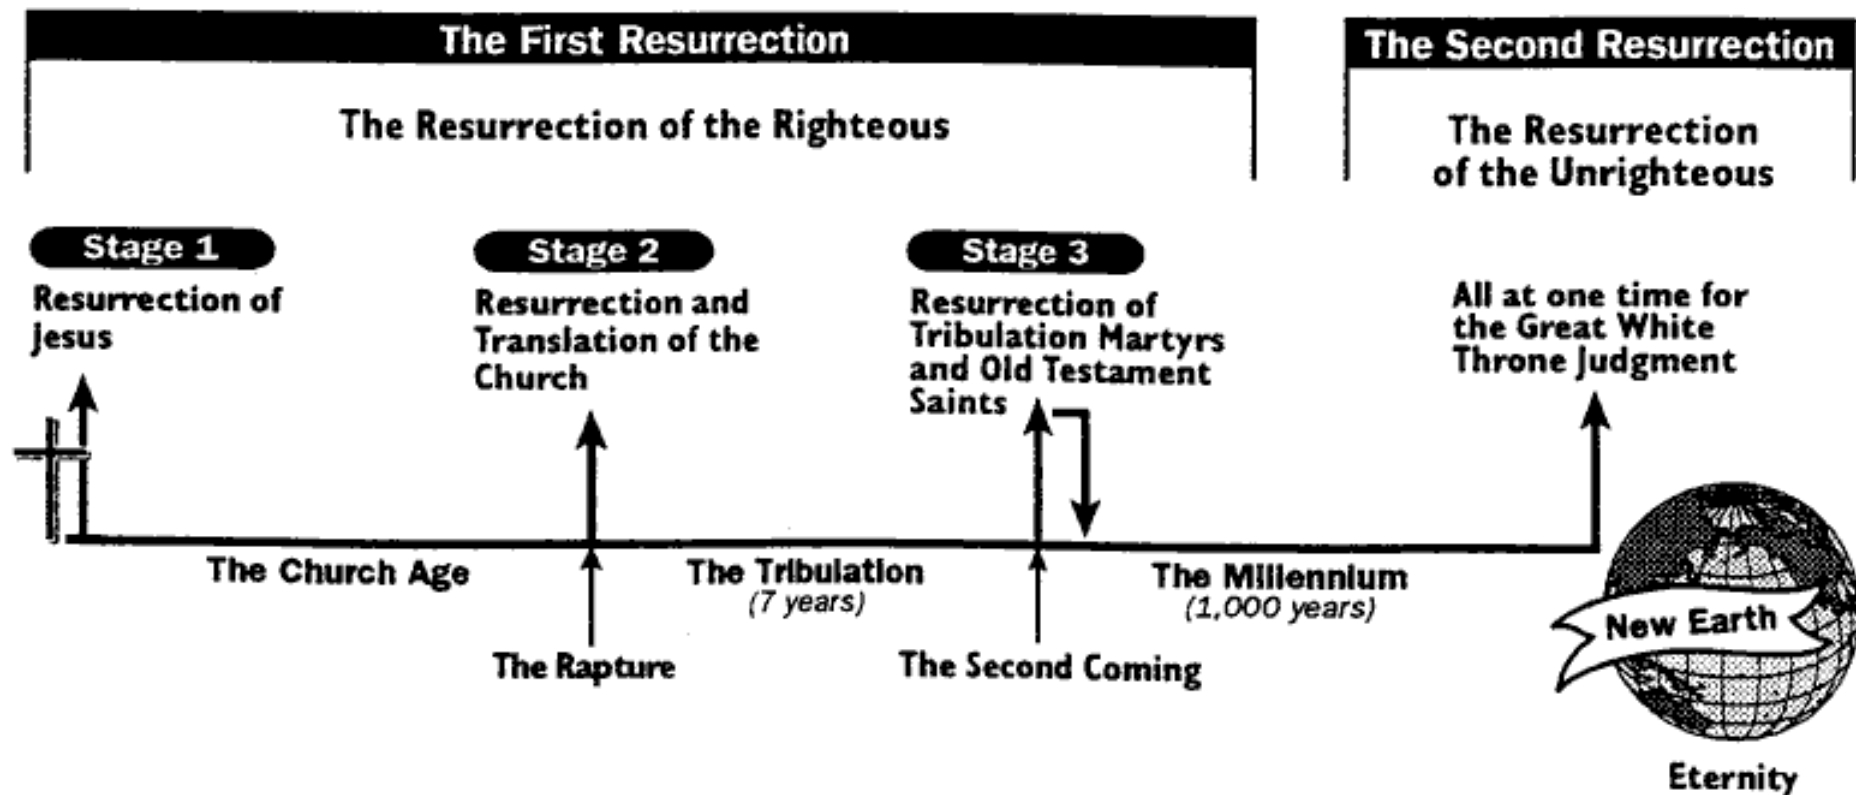 The First Resurrection
The Second Resurrection
The Resurrection of the Righteous
The Resurrection
of the Unrighteous
Stage 1
Resurrection of
Jesus
Stage 2
Resurrection and
Translation of the
Church
Stage 3
Resurrection of
Tribulation Martyrs
and Old Testament
Saints
All at one time for
the Great White
Throne Judgment
The Church Age
The Tribulation
(7 years)
The Millennium
(1,000 years)
The Rapture
The Second Coming
New Earth
Eternity